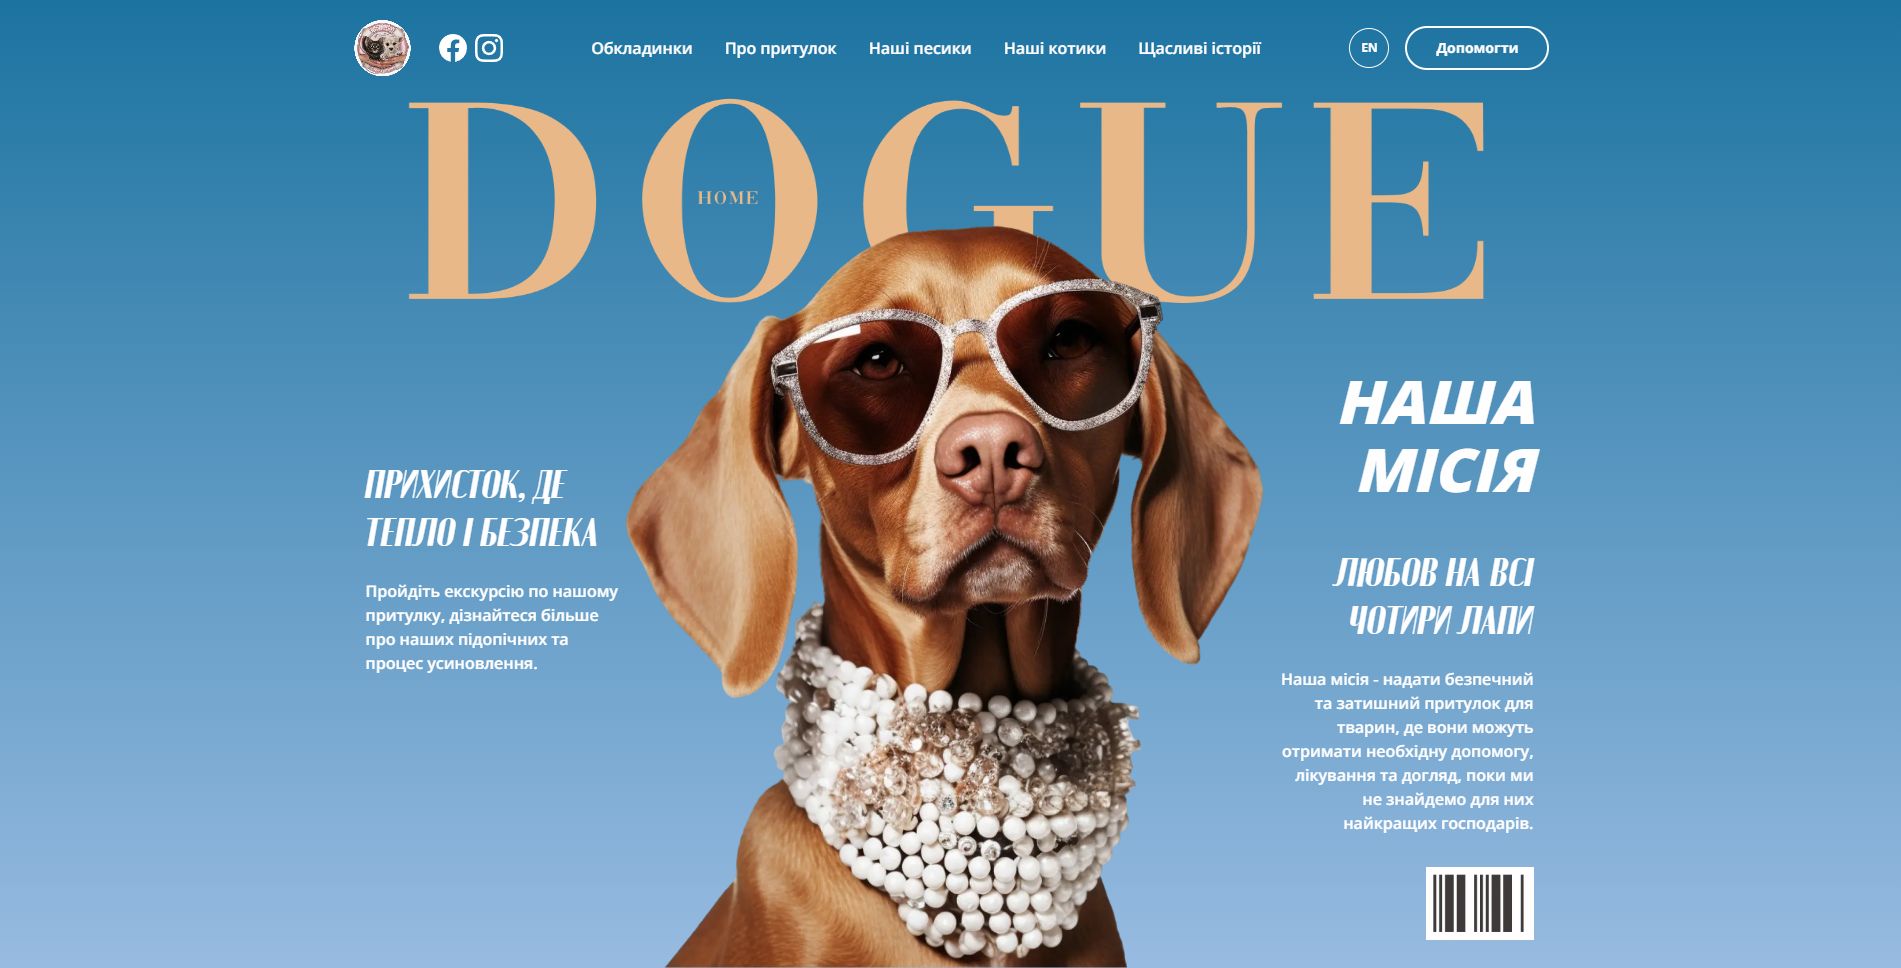 Обкладинки
Про притулок
Наші песики
Наші котики
Щасливі історії
EN
Допомогти
DOGUE
HOME
ПРИХИСТОК, ДЕ
ТЕПЛО І БЕЗПЕКА
Пройдіть екскурсію по нашому
притулку, дізнайтеся більше
про наших підопічних та
процес усиновлення.
НАША
МІСІЯ
ЛЮБОВ НА ВСІ
ЧОТИРИ ЛАПИ
Наша місія - надати безпечний
та затишний притулок для
тварин, де вони можуть
отримати необхідну допомогу,
лікування та догляд, поки ми
не знайдемо для них
найкращих господарів.